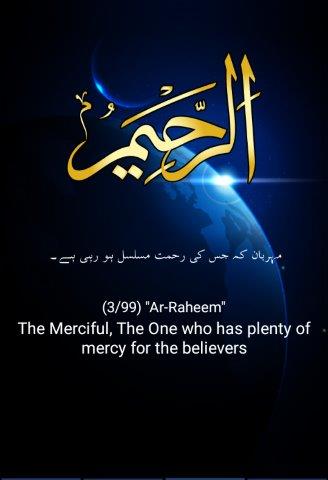 الرَّحِيْمُ
مہربان کہ جس کی رحمت مسلسل ہو رہی ہے۔
(3/99) "Ar-Raheem"
The Merciful, The One who has plenty of
mercy for the believers